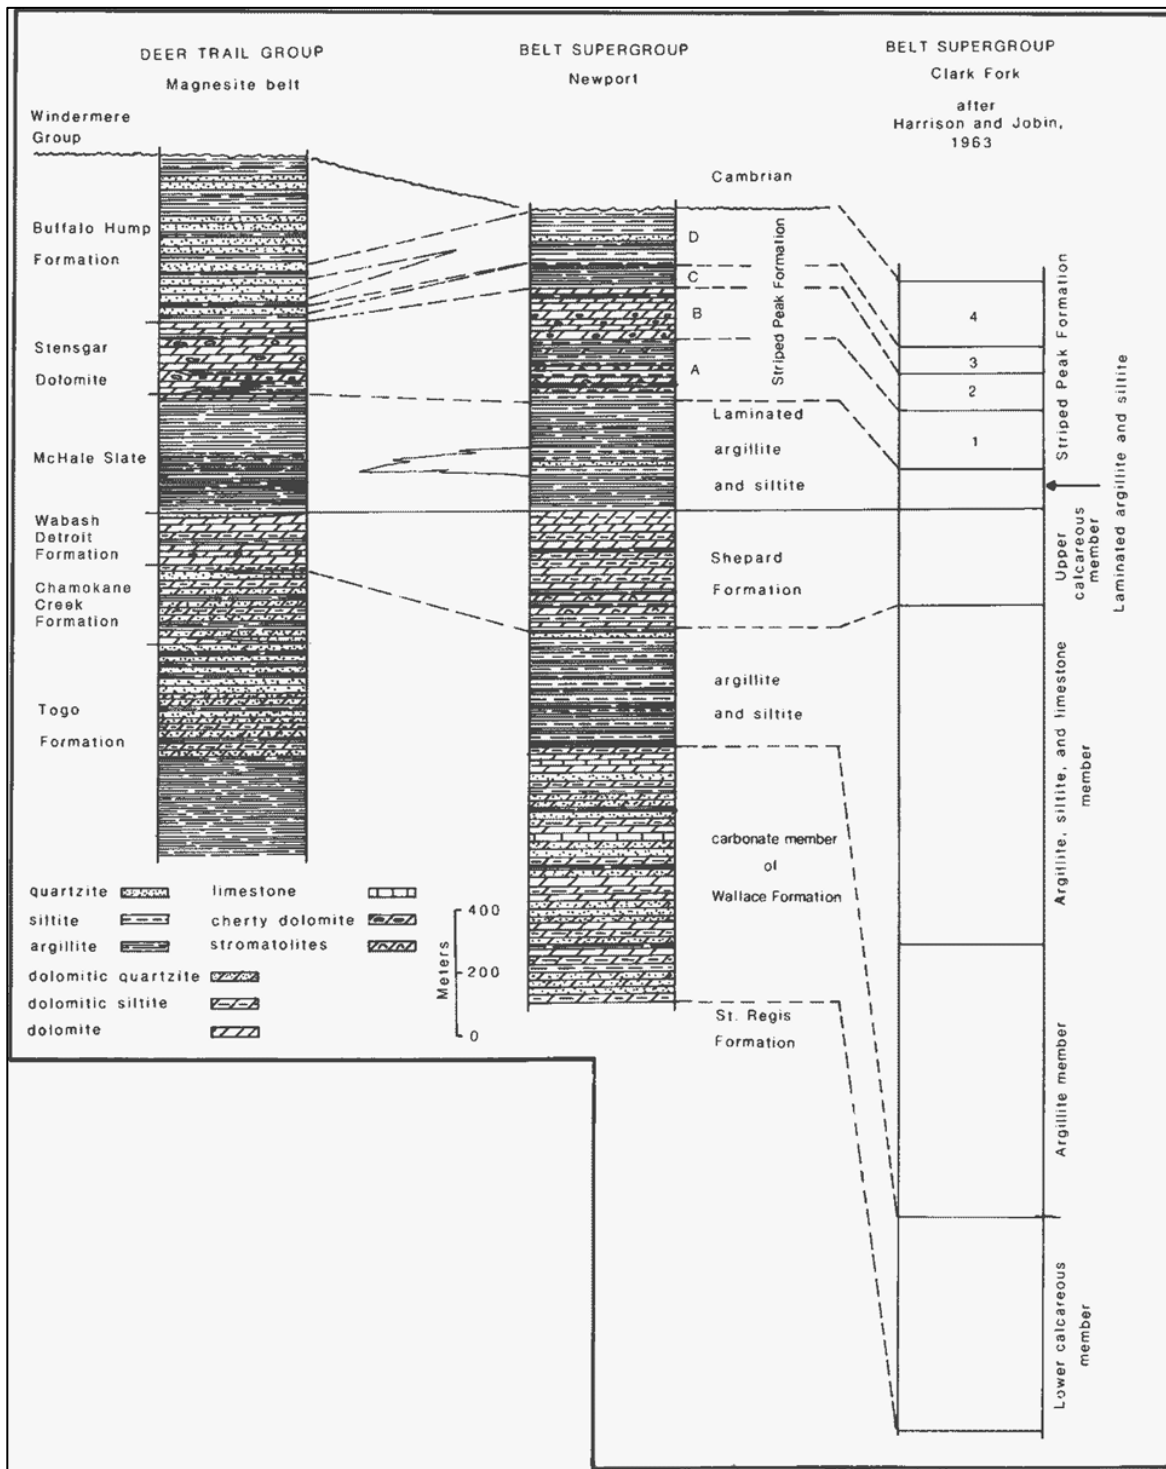 DEER TRAIL GROUP
Magnesite belt
BELT SUPERGROUP
Newport
BELT SUPERGROUP
Clark Fork
after
Harrison and Jobin,
1963
Windermere
Group
Buffalo Hump
Formation
Stensgar
Dolomite
McHale Slate
Wabash
Detroit
Formation
Chamokane
Creek
Formation
Togo
Formation
Cambrian
D
C
B
A
Striped Peak Formation
Laminated
argillite
and siltite
Shepard
Formation
argillite
and siltite
carbonate member
of
Wallace Formation
St. Regis
Formation
4
3
2
1
Striped Peak Formation
Laminated argillite and siltite
Upper
calcareous
member
Argillite, siltite, and limestone
member
Argillite member
Lower calcareous
member
quartzite
siltite
argillite
dolomitic quartzite
dolomitic siltite
dolomite
limestone
cherty dolomite
stromatolites
Meters
400
200
0